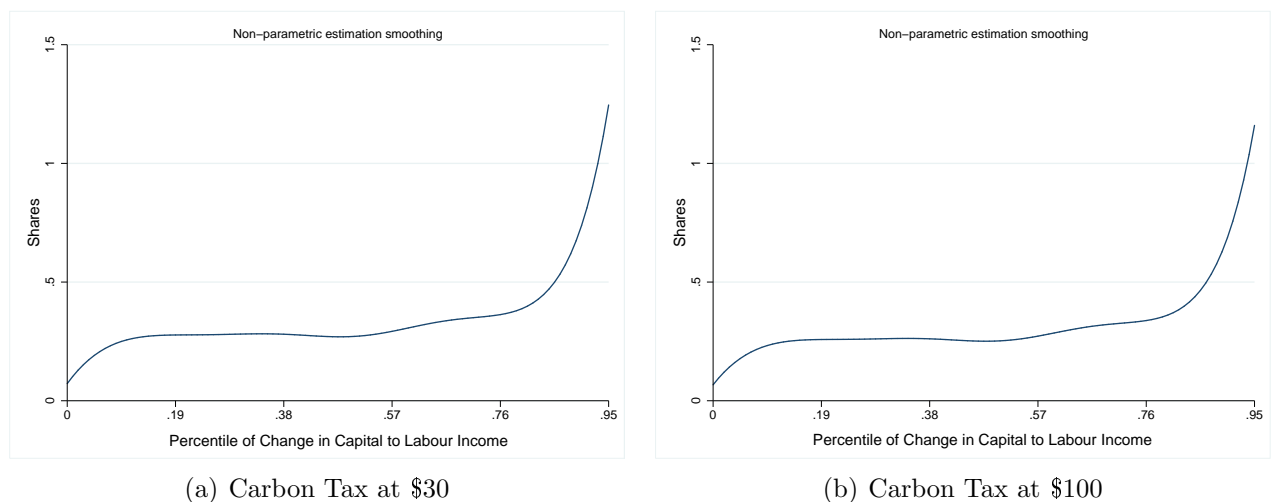 Non−parametric estimation smoothing
1.5
1
.5
0
Shares
0 .19 .38 .57 .76 .95
Percentile of Change in Capital to Labour Income
(a) Carbon Tax at $30
Non−parametric estimation smoothing
1.5
1
.5
0
Shares
0 .19 .38 .57 .76 .95
Percentile of Change in Capital to Labour Income
(b) Carbon Tax at $100